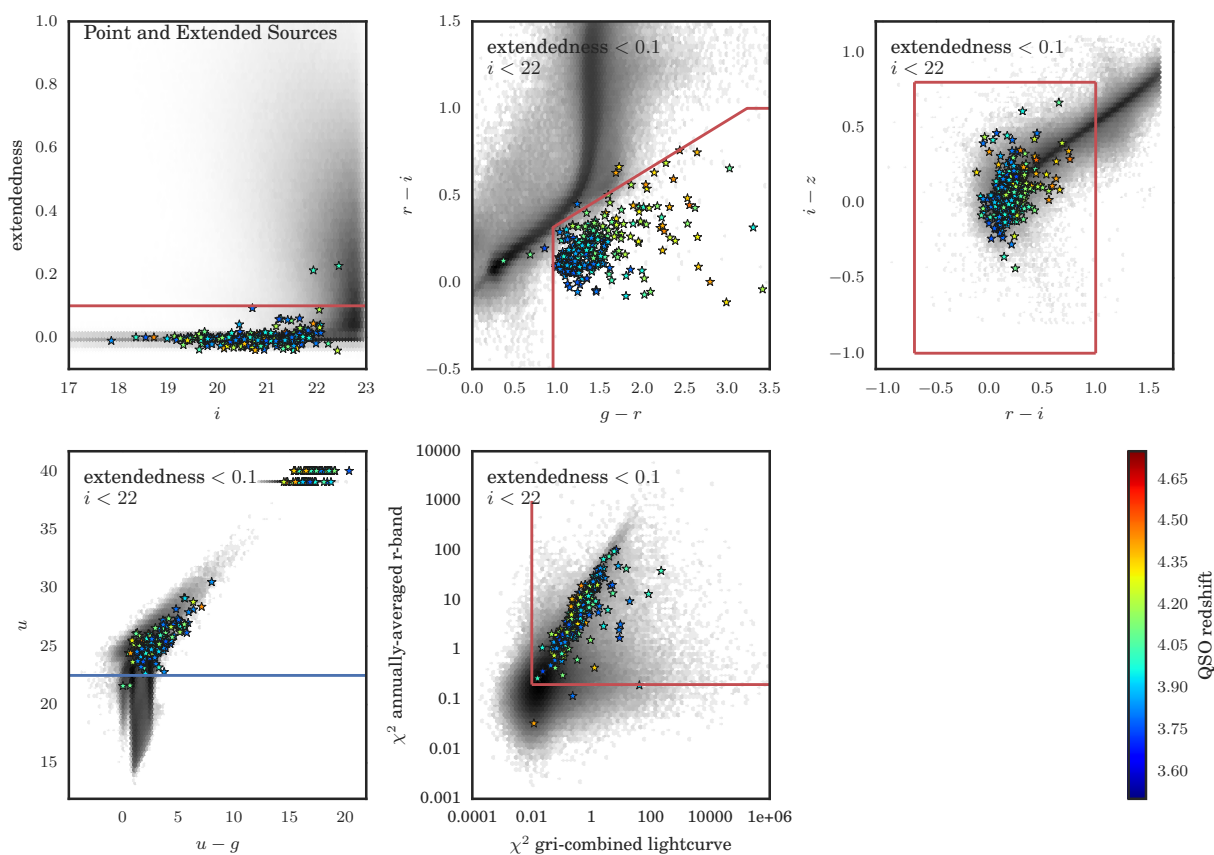 Point and Extended Sources
1.0
0.8
0.6
0.4
0.2
0.0
extendedness
17 18 19 20 21 22 23
i
extendedness < 0.1
i < 22
1.5
1.0
0.5
0.0
−0.5
r − i
0.0 0.5 1.0 1.5 2.0 2.5 3.0 3.5
g − r
extendedness < 0.1
i < 22
1.0
0.5
0.0
−0.5
−1.0
i − z
−1.0 −0.5 0.0 0.5 1.0 1.5
r − i
extendedness < 0.1
i < 22
40
35
30
25
20
15
u
0 5 10 15 20
u − g
extendedness < 0.1
i < 22
10000
1000
100
10
1
0.1
0.01
0.001
χ² annually-averaged r-band
0.0001 0.01 1 100 1e+06
χ² gri-combined lightcurve
4.65
4.50
4.35
4.20
4.05
3.90
3.75
3.60
QSO redshift